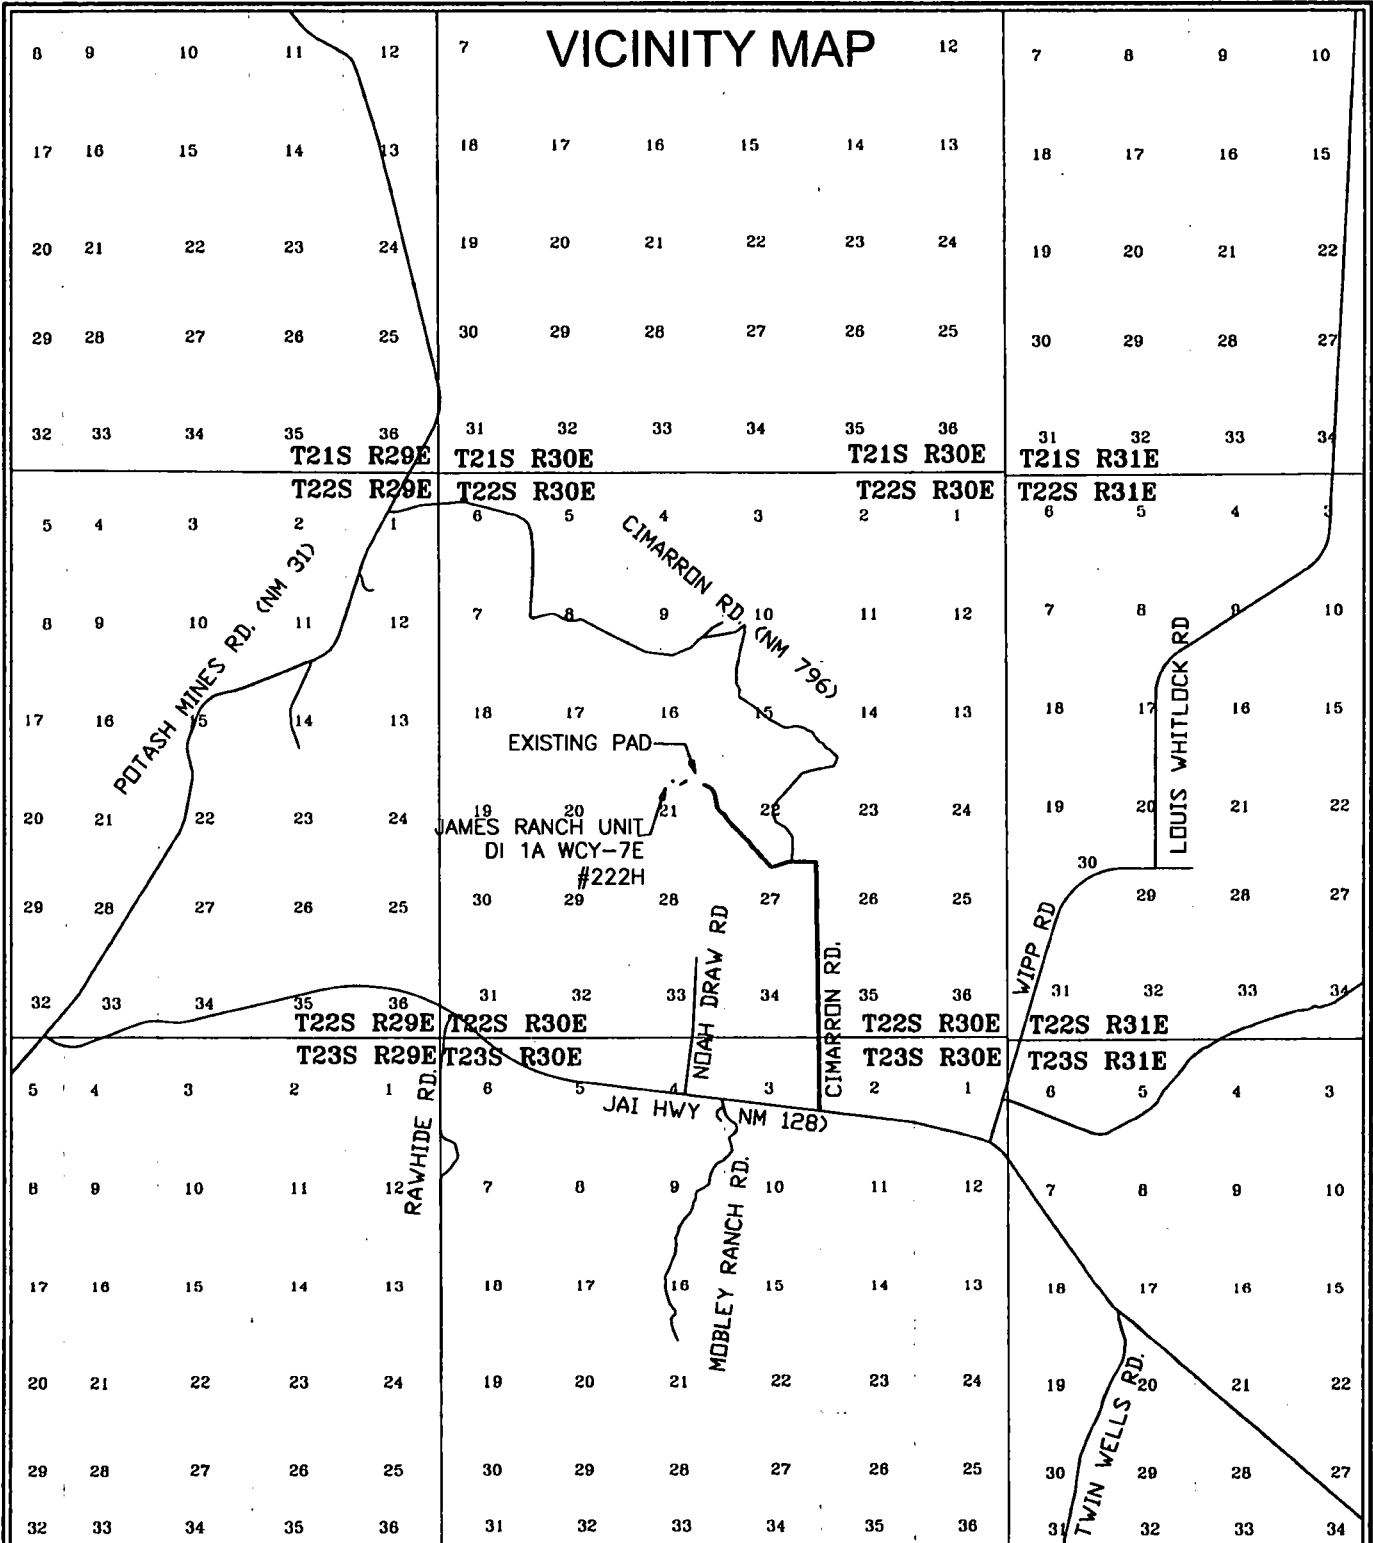 VICINITY MAP
8 9 10 11 12 7 12 7 8 9 10
17 16 15 14 13 18 17 16 15 14 13 18 17 16 15
20 21 22 23 24 19 20 21 22 23 24 19 20 21 22
29 28 27 26 25 30 29 28 27 26 25 30 29 28 27
32 33 34 35 36 31 32 33 34 35 36 31 32 33 34
T21S R29E T21S R30E T21S R30E T21S R31E
T22S R29E T22S R30E T22S R30E T22S R31E
5 4 3 2 1 6 5 4 3 2 1 6 5 4 3
POTASH MINES RD. (NM 31)
CIMARRON RD. (NM 796)
8 9 10 11 12 7 8 9 10 11 12 7 8 9 10
LOUIS WHITLOCK RD
17 16 15 14 13 18 17 16 15 14 13 18 17 16 15
EXISTING PAD
20 21 22 23 24 19 20 21 22 23 24 19 20 21 22
JAMES RANCH UNIT
DI 1A WCY-7E
#222H
29 28 27 26 25 30 29 28 27 26 25 30 29 28 27
NOAH DRAW RD
CIMARRON RD.
WIPP RD
32 33 34 35 36 31 32 33 34 35 36 31 32 33 34
T22S R29E T22S R30E T22S R30E T22S R31E
T23S R29E T23S R30E T23S R30E T23S R31E
5 4 3 2 1 6 5 4 3 2 1 6 5 4 3
JAI HWY ( NM 128)
RAWHIDE RD.
MOBLEY RANCH RD.
8 9 10 11 12 7 8 9 10 11 12 7 8 9 10
17 16 15 14 13 18 17 16 15 14 13 18 17 16 15
20 21 22 23 24 19 20 21 22 23 24 19 20 21 22
TWIN WELLS RD.
29 28 27 26 25 30 29 28 27 26 25 30 29 28 27
32 33 34 35 36 31 32 33 34 35 36 31 32 33 34